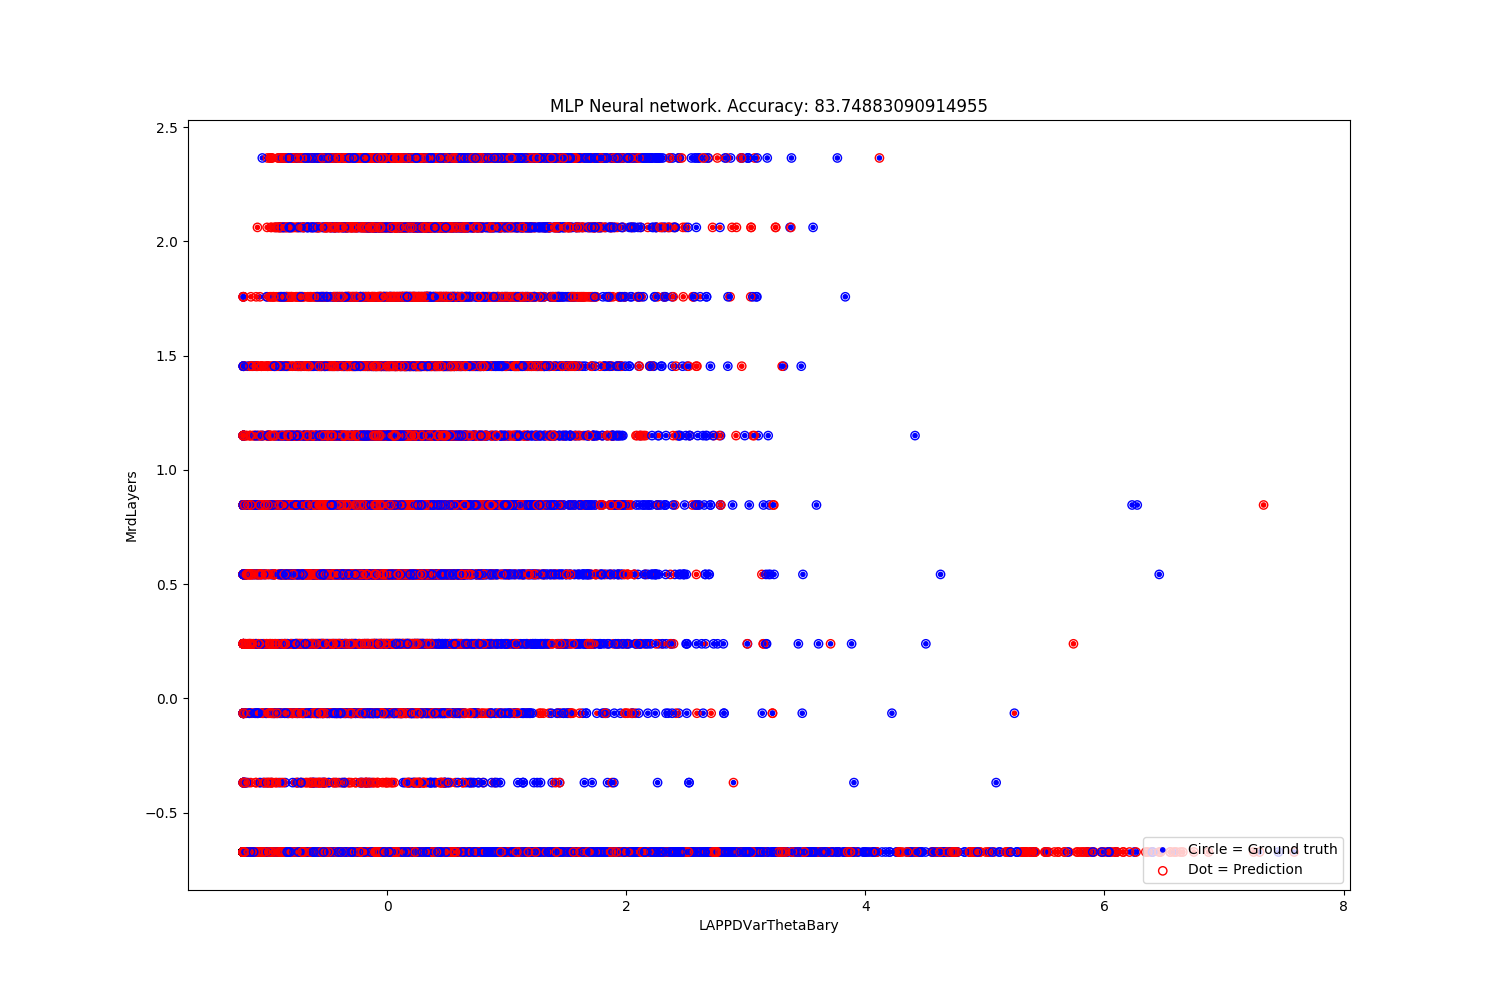 MLP Neural network. Accuracy: 83.74883090914955
2.5
2.0
1.5
1.0
0.5
0.0
−0.5
MrdLayers
Circle = Ground truth
Dot = Prediction
0
2
4
6
8
LAPPDVarThetaBary